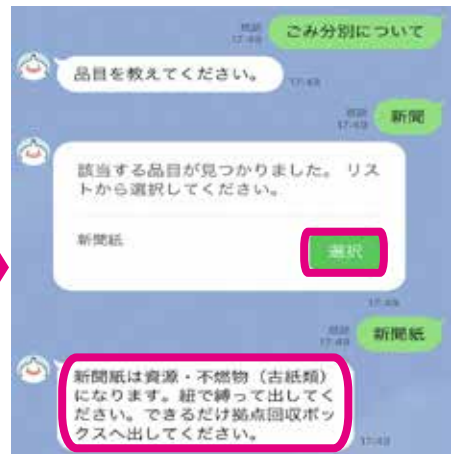 既読
17:49
ごみ分別について
品目を教えてください。
17:49
既読
17:49
新聞
該当する品目が見つかりました。 リス
トから選択してください。
新聞紙
選択
17:49
既読
17:49
新聞紙
新聞紙は資源・不燃物（古紙類）
になります。紐で縛って出してく
ださい。できるだけ拠点回収ボッ
クスへ出してください。
17:49